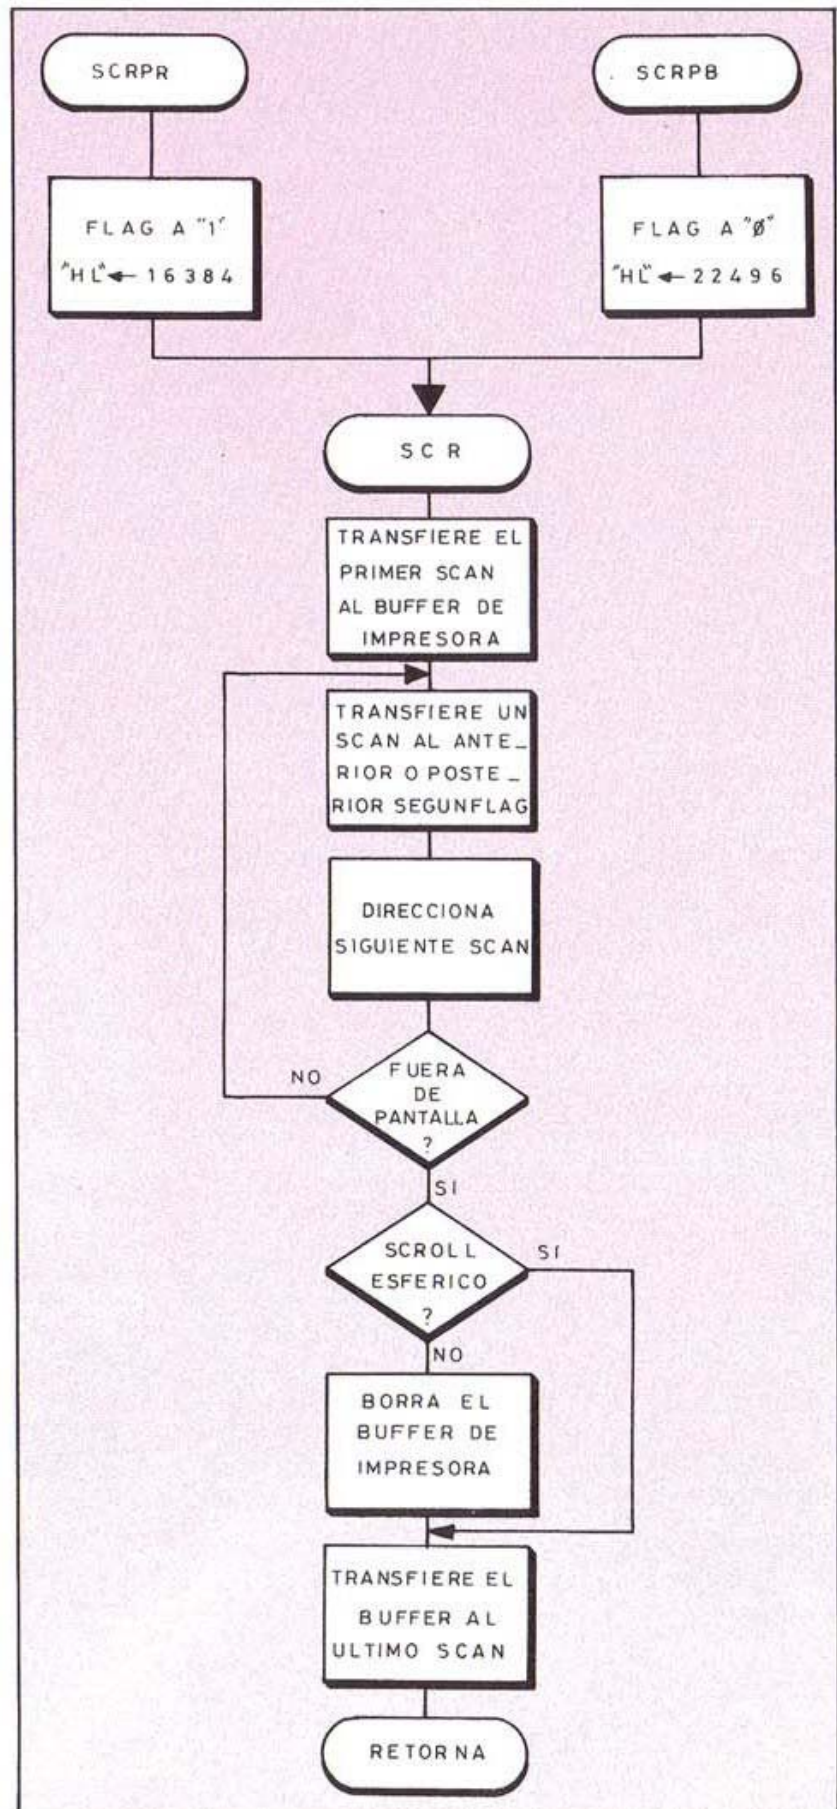 SCRPR
SCRPB
FLAG A "1"
"HL" ← 16384
FLAG A "Ø"
"HL" ← 22496
SCR
TRANSFIERE EL
PRIMER SCAN
AL BUFFER DE
IMPRESORA
TRANSFIERE UN
SCAN AL ANTE_
RIOR O POSTE_
RIOR SEGUNFLAG
DIRECCIONA
SIGUIENTE SCAN
FUERA
DE
PANTALLA
?
NO
SI
SCROLL
ESFERICO
?
SI
NO
BORRA EL
BUFFER DE
IMPRESORA
TRANSFIERE EL
BUFFER AL
ULTIMO SCAN
RETORNA